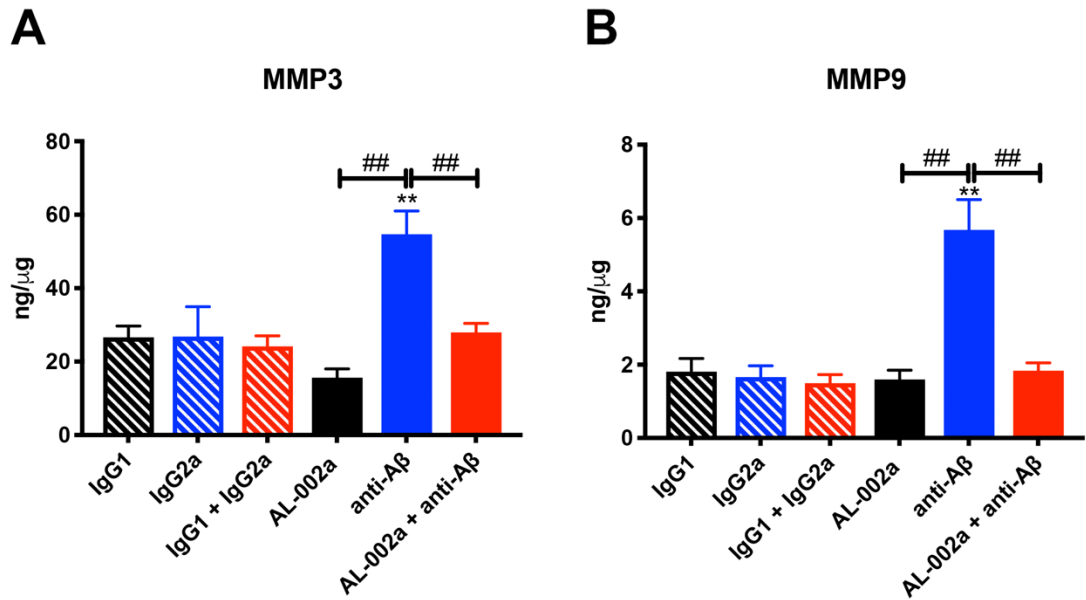 A
MMP3
ng/μg
80
60
40
20
0
##
##
**
IgG1
IgG2a
IgG1 + IgG2a
AL-002a
anti-Aβ
AL-002a + anti-Aβ
B
MMP9
ng/μg
8
6
4
2
0
##
##
**
IgG1
IgG2a
IgG1 + IgG2a
AL-002a
anti-Aβ
AL-002a + anti-Aβ